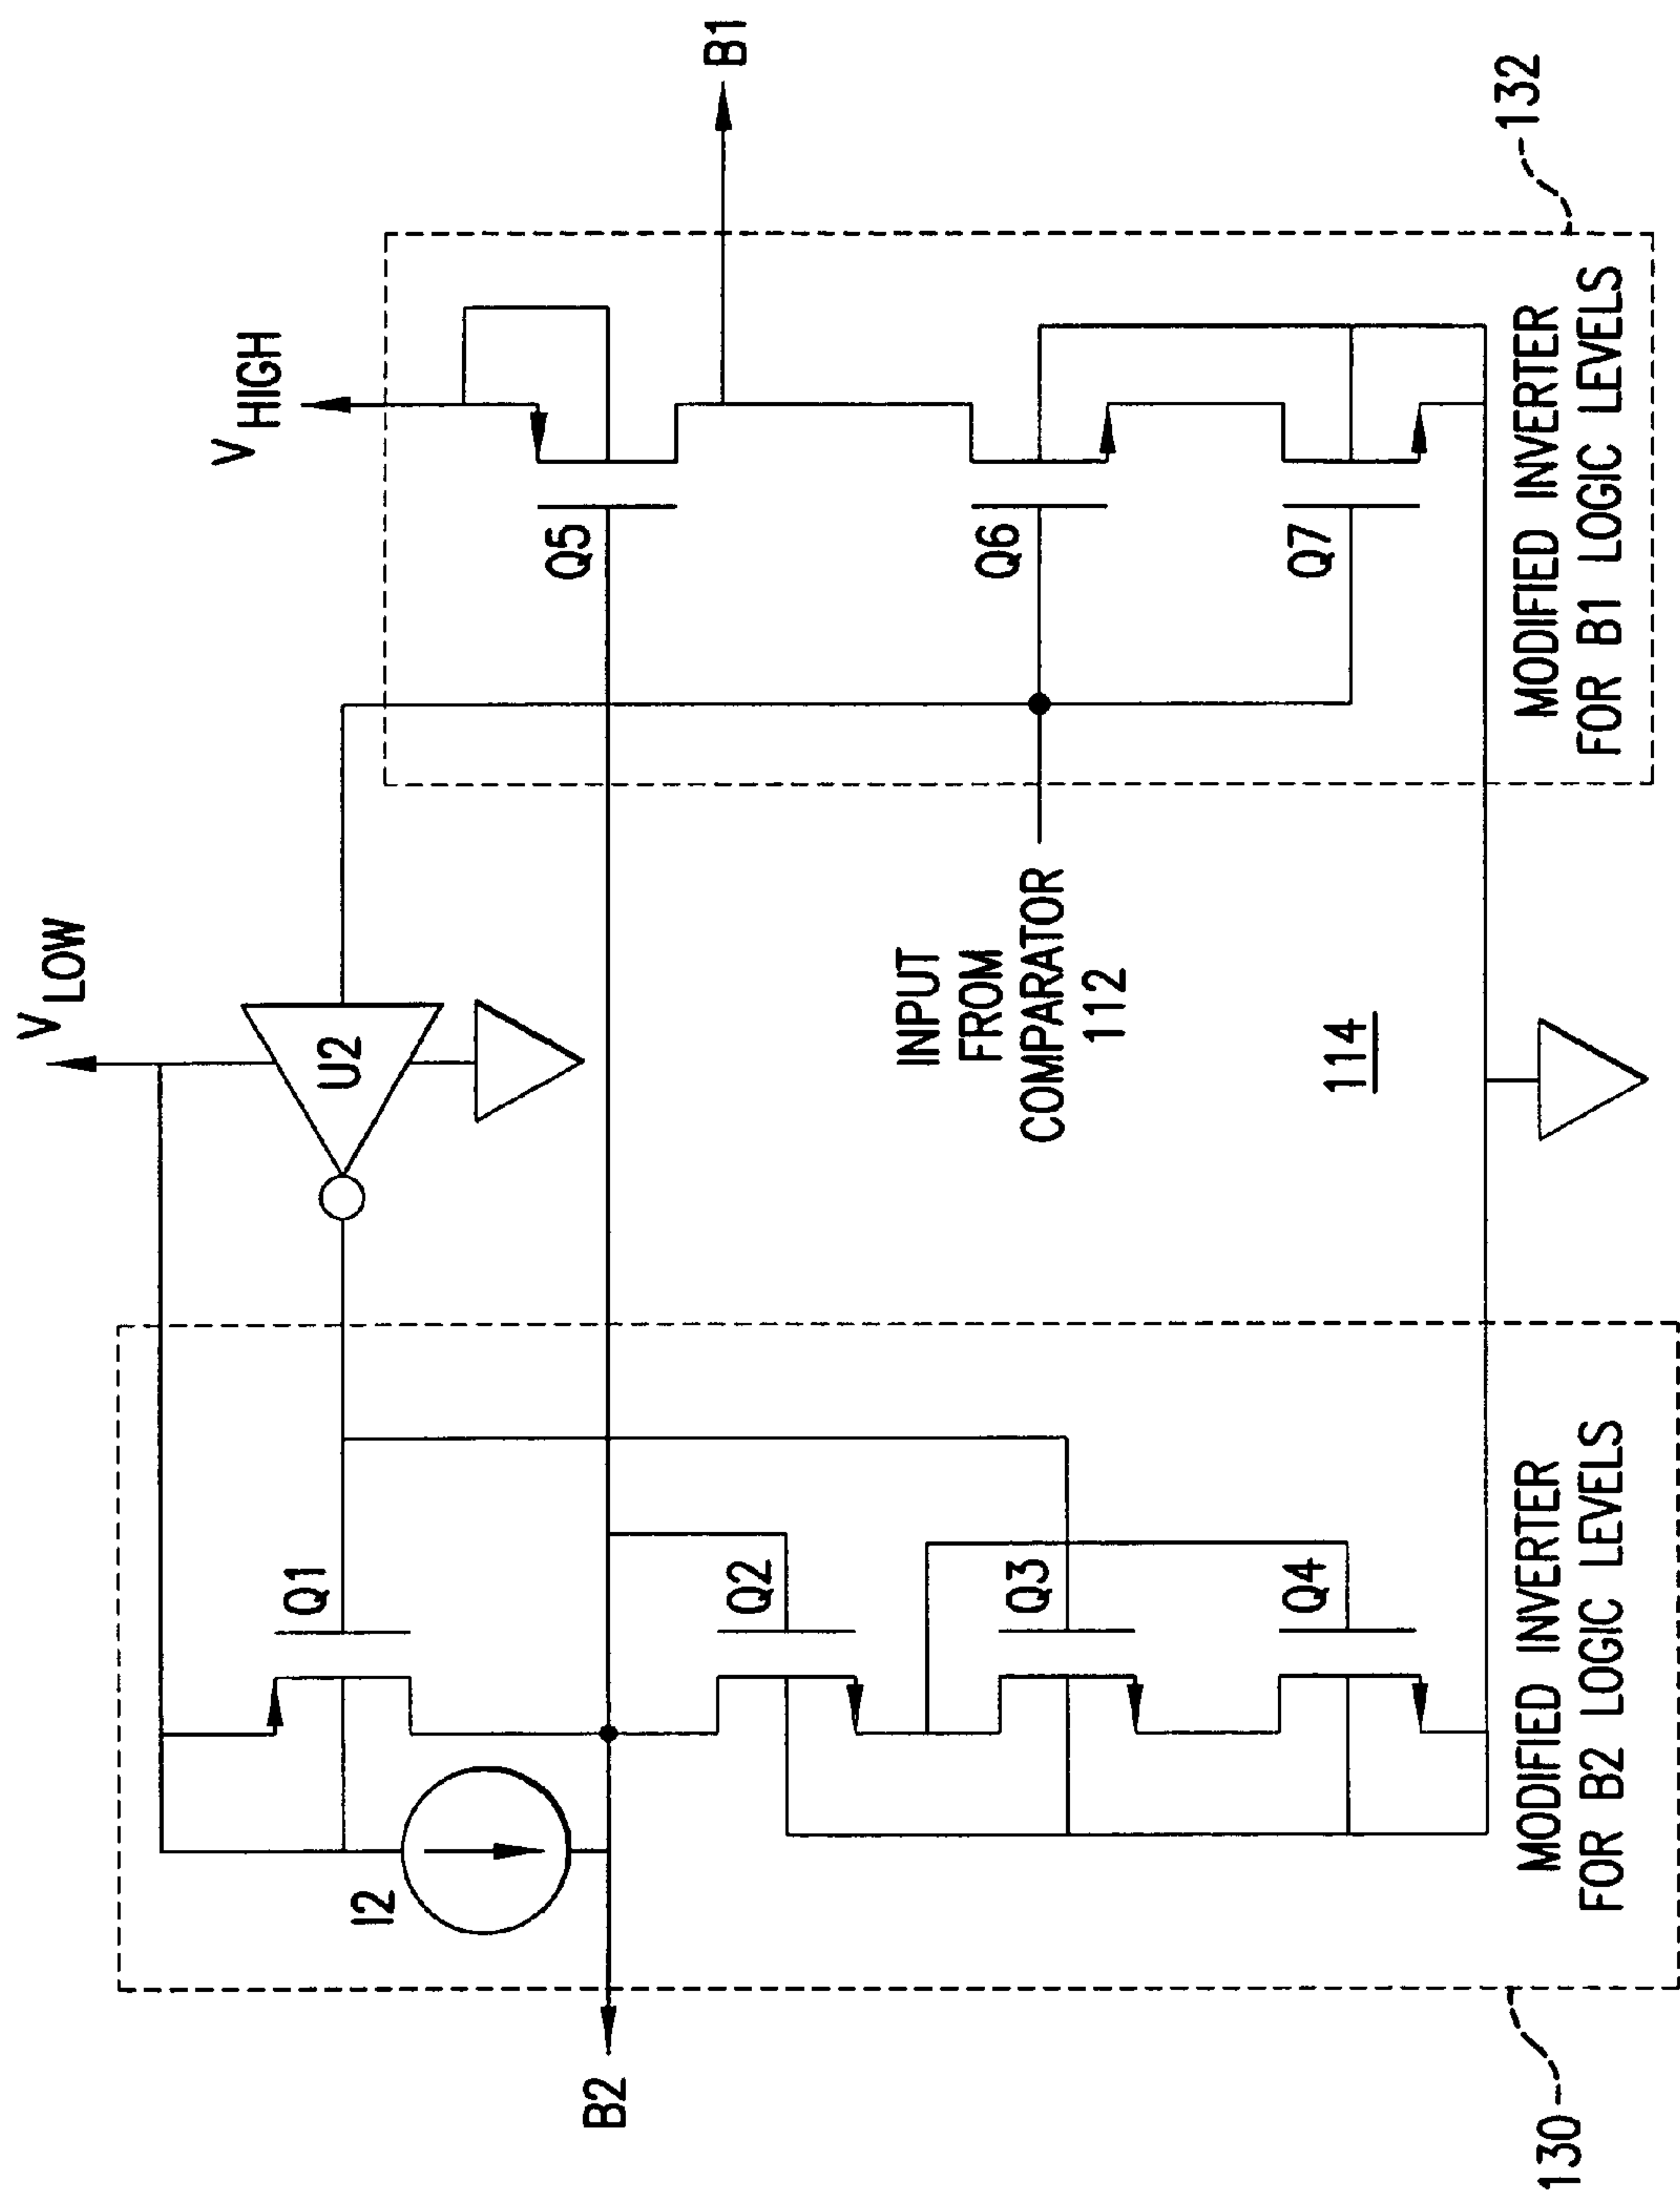 V LOW
V HIGH
U2
B1
B2
I2
Q1
Q2
Q3
Q4
Q5
Q6
Q7
INPUT
FROM
COMPARATOR
112
114
MODIFIED INVERTER
FOR B2 LOGIC LEVELS
MODIFIED INVERTER
FOR B1 LOGIC LEVELS
130
132